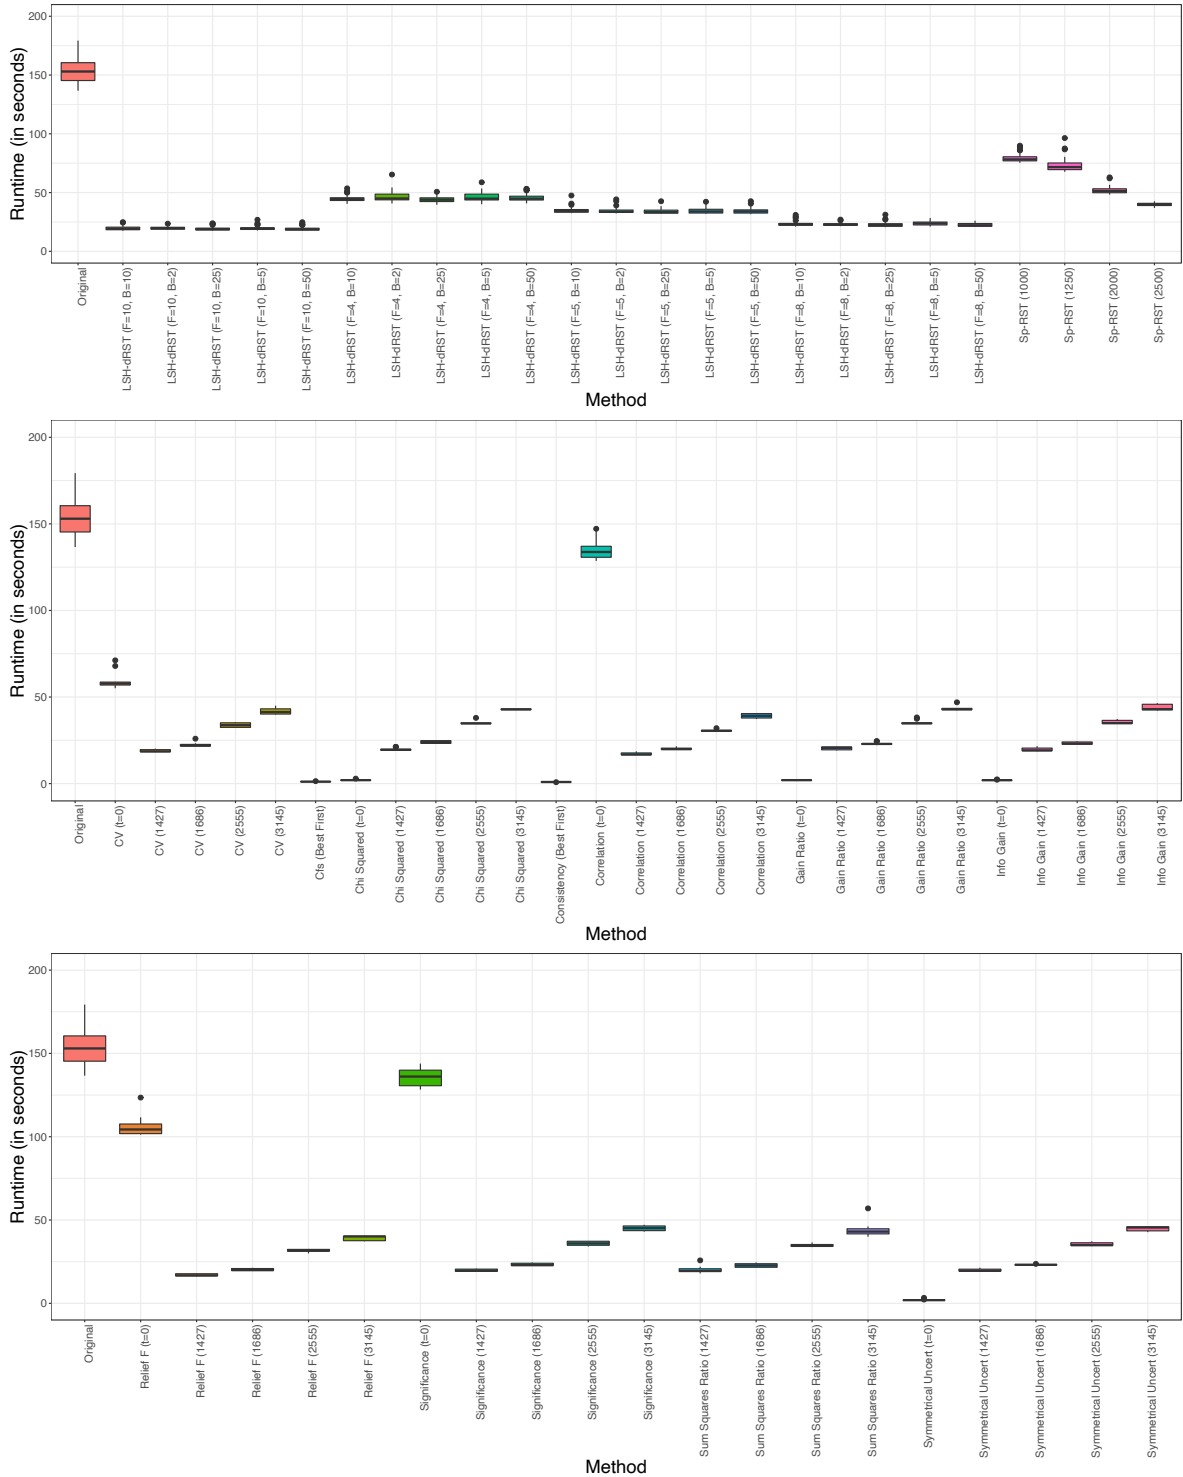 200
150
100
50
0
Runtime (in seconds)
Original
LSH-dRST (F=10, B=10)
LSH-dRST (F=10, B=2)
LSH-dRST (F=10, B=25)
LSH-dRST (F=10, B=5)
LSH-dRST (F=10, B=50)
LSH-dRST (F=4, B=10)
LSH-dRST (F=4, B=2)
LSH-dRST (F=4, B=25)
LSH-dRST (F=4, B=5)
LSH-dRST (F=4, B=50)
LSH-dRST (F=5, B=10)
LSH-dRST (F=5, B=2)
LSH-dRST (F=5, B=25)
LSH-dRST (F=5, B=5)
LSH-dRST (F=5, B=50)
LSH-dRST (F=8, B=10)
LSH-dRST (F=8, B=2)
LSH-dRST (F=8, B=25)
LSH-dRST (F=8, B=5)
LSH-dRST (F=8, B=50)
Sp-RST (1000)
Sp-RST (1250)
Sp-RST (2000)
Sp-RST (2500)
Method
200
150
100
50
0
Runtime (in seconds)
Original
CV (t=0)
CV (1427)
CV (1686)
CV (2555)
CV (3145)
Cfs (Best First)
Chi Squared (t=0)
Chi Squared (1427)
Chi Squared (1686)
Chi Squared (2555)
Chi Squared (3145)
Consistency (Best First)
Correlation (t=0)
Correlation (1427)
Correlation (1686)
Correlation (2555)
Correlation (3145)
Gain Ratio (t=0)
Gain Ratio (1427)
Gain Ratio (1686)
Gain Ratio (2555)
Gain Ratio (3145)
Info Gain (t=0)
Info Gain (1427)
Info Gain (1686)
Info Gain (2555)
Info Gain (3145)
Method
200
150
100
50
0
Runtime (in seconds)
Original
Relief F (t=0)
Relief F (1427)
Relief F (1686)
Relief F (2555)
Relief F (3145)
Significance (t=0)
Significance (1427)
Significance (1686)
Significance (2555)
Significance (3145)
Sum Squares Ratio (1427)
Sum Squares Ratio (1686)
Sum Squares Ratio (2555)
Sum Squares Ratio (3145)
Symmetrical Uncert (t=0)
Symmetrical Uncert (1427)
Symmetrical Uncert (1686)
Symmetrical Uncert (2555)
Symmetrical Uncert (3145)
Method